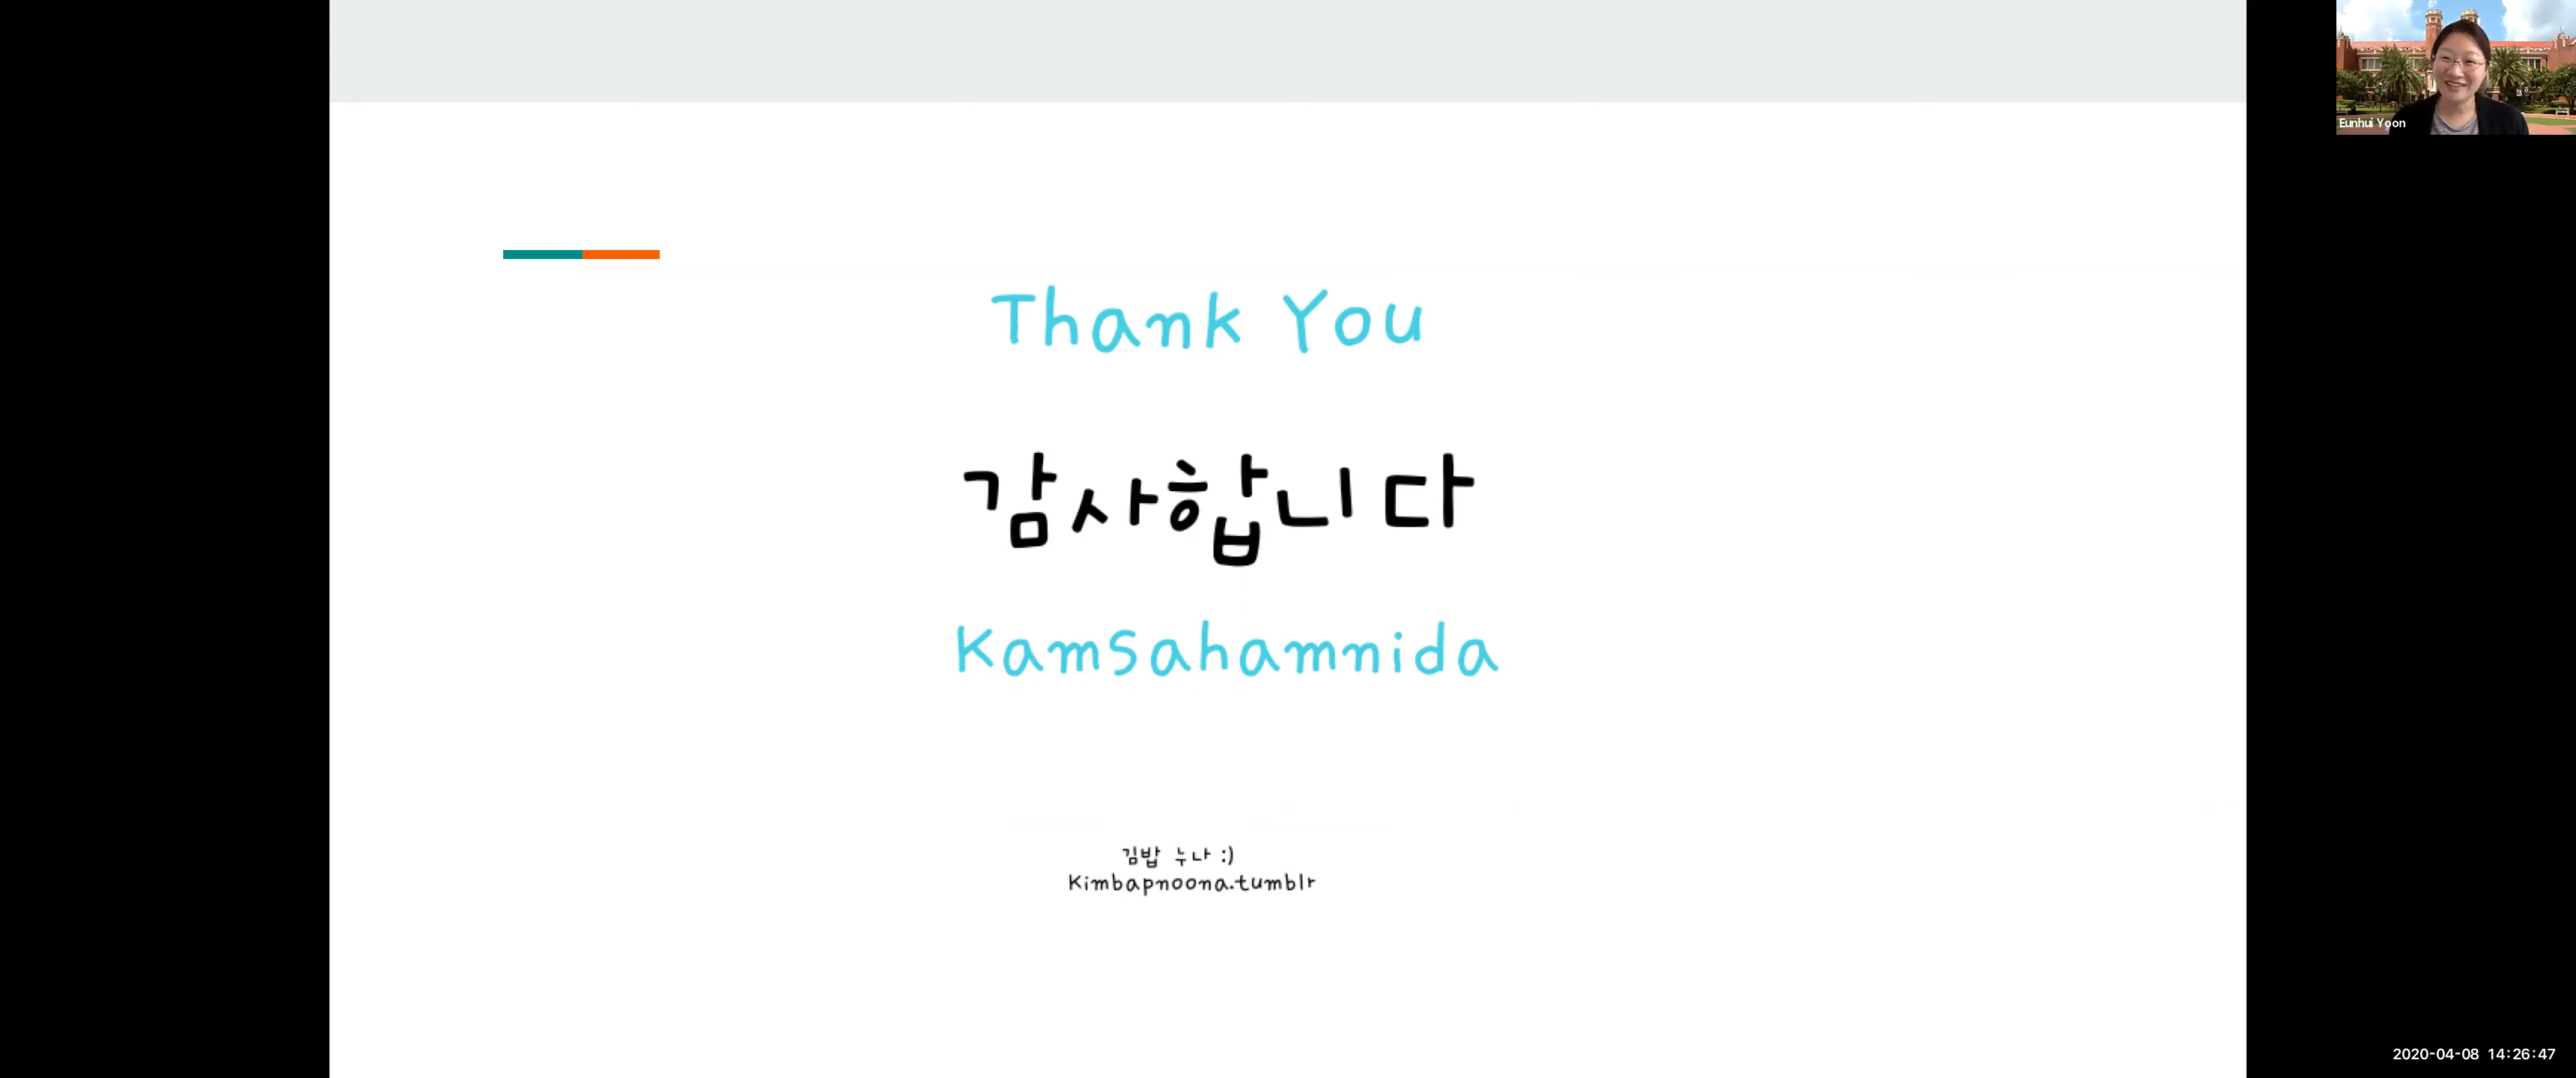 Eunhui Yoon
Thank You
감사합니다
Kamsahamnida
김밥 누나 :)
Kimbapnoona.tumblr
2020-04-08 14:26:47